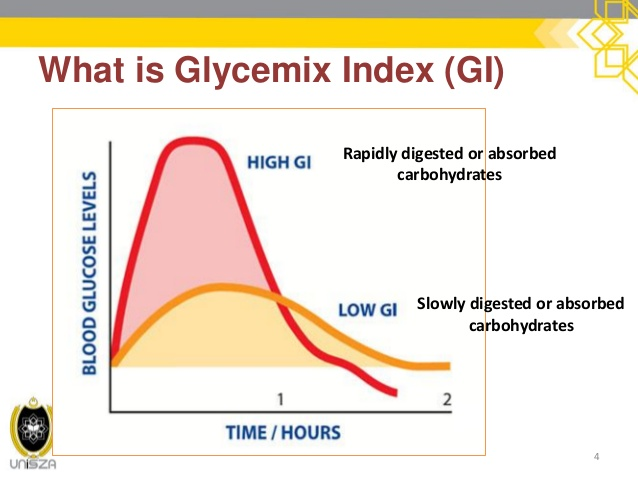 What is Glycemix Index (GI)
BLOOD GLUCOSE LEVELS
HIGH GI
Rapidly digested or absorbed
carbohydrates
LOW GI
Slowly digested or absorbed
carbohydrates
1
2
TIME / HOURS
UNISZA
4